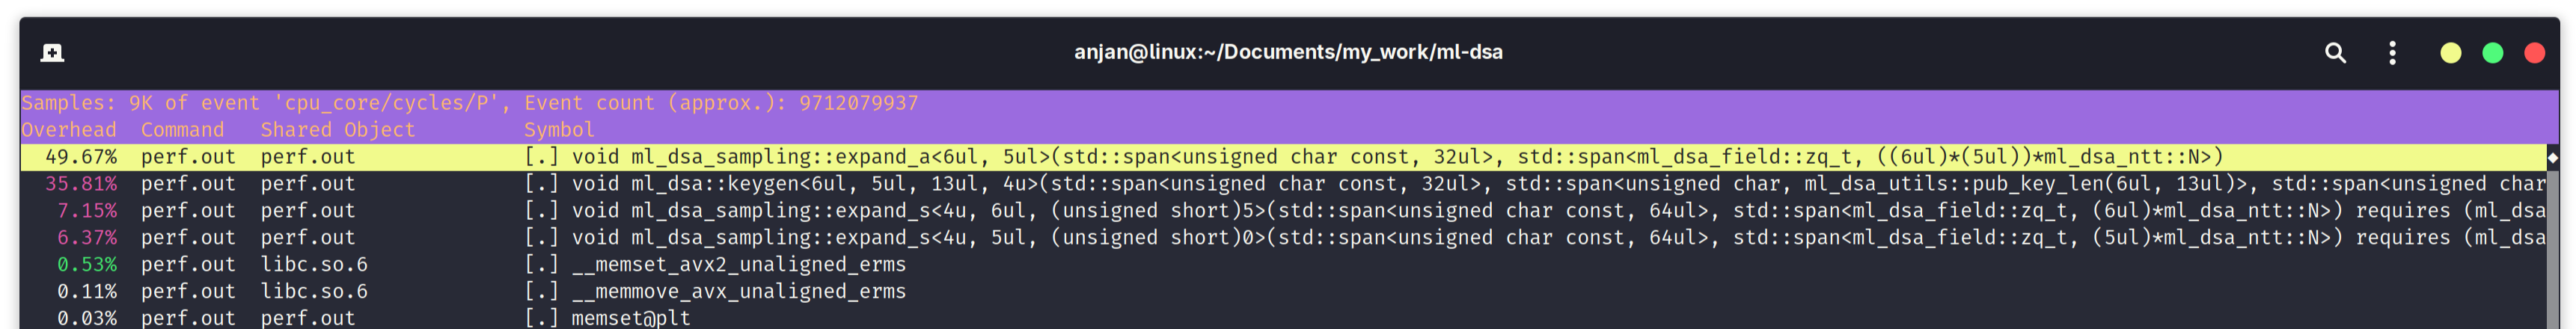 anjan@linux:~/Documents/my_work/ml-dsa
Samples: 9K of event 'cpu_core/cycles/P', Event count (approx.): 9712079937
Overhead  Command   Shared Object         Symbol
49.67%  perf.out  perf.out              [.] void ml_dsa_sampling::expand_a<6ul, 5ul>(std::span<unsigned char const, 32ul>, std::span<ml_dsa_field::zq_t, ((6ul)*(5ul))*ml_dsa_ntt::N>)
35.81%  perf.out  perf.out              [.] void ml_dsa::keygen<6ul, 5ul, 13ul, 4u>(std::span<unsigned char const, 32ul>, std::span<unsigned char, ml_dsa_utils::pub_key_len(6ul, 13ul)>, std::span<unsigned char
7.15%  perf.out  perf.out              [.] void ml_dsa_sampling::expand_s<4u, 6ul, (unsigned short)5>(std::span<unsigned char const, 64ul>, std::span<ml_dsa_field::zq_t, (6ul)*ml_dsa_ntt::N>) requires (ml_dsa
6.37%  perf.out  perf.out              [.] void ml_dsa_sampling::expand_s<4u, 5ul, (unsigned short)0>(std::span<unsigned char const, 64ul>, std::span<ml_dsa_field::zq_t, (5ul)*ml_dsa_ntt::N>) requires (ml_dsa
0.53%  perf.out  libc.so.6             [.] __memset_avx2_unaligned_erms
0.11%  perf.out  libc.so.6             [.] __memmove_avx_unaligned_erms
0.03%  perf.out  perf.out              [.] memset@plt